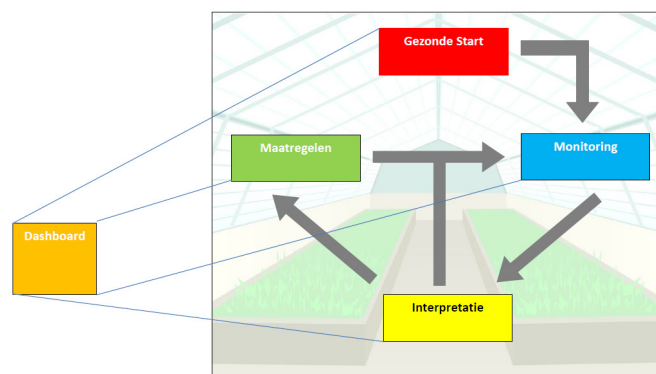 Gezonde Start
Maatregelen
Monitoring
Dashboard
Interpretatie